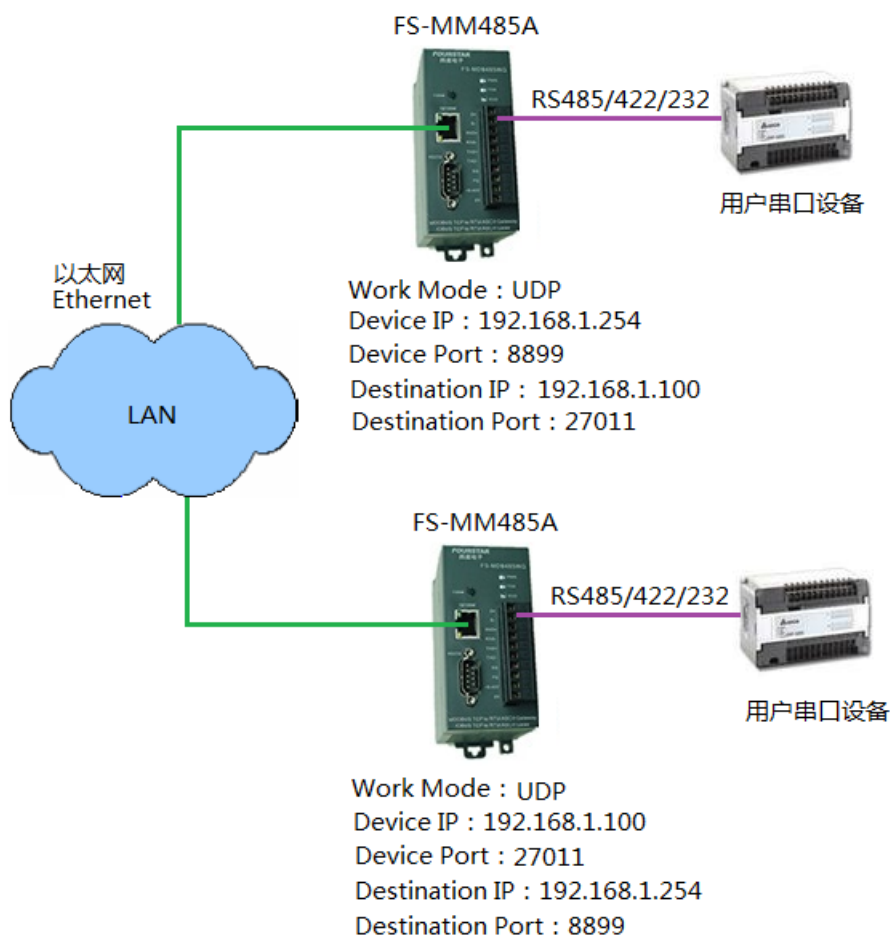 FS-MM485A
FOURSTAR
RS485/422/232
用户串口设备
以太网
Ethernet
LAN
Work Mode：UDP
Device IP：192.168.1.254
Device Port：8899
Destination IP：192.168.1.100
Destination Port：27011
FS-MM485A
FOURSTAR
RS485/422/232
用户串口设备
Work Mode：UDP
Device IP：192.168.1.100
Device Port：27011
Destination IP：192.168.1.254
Destination Port：8899